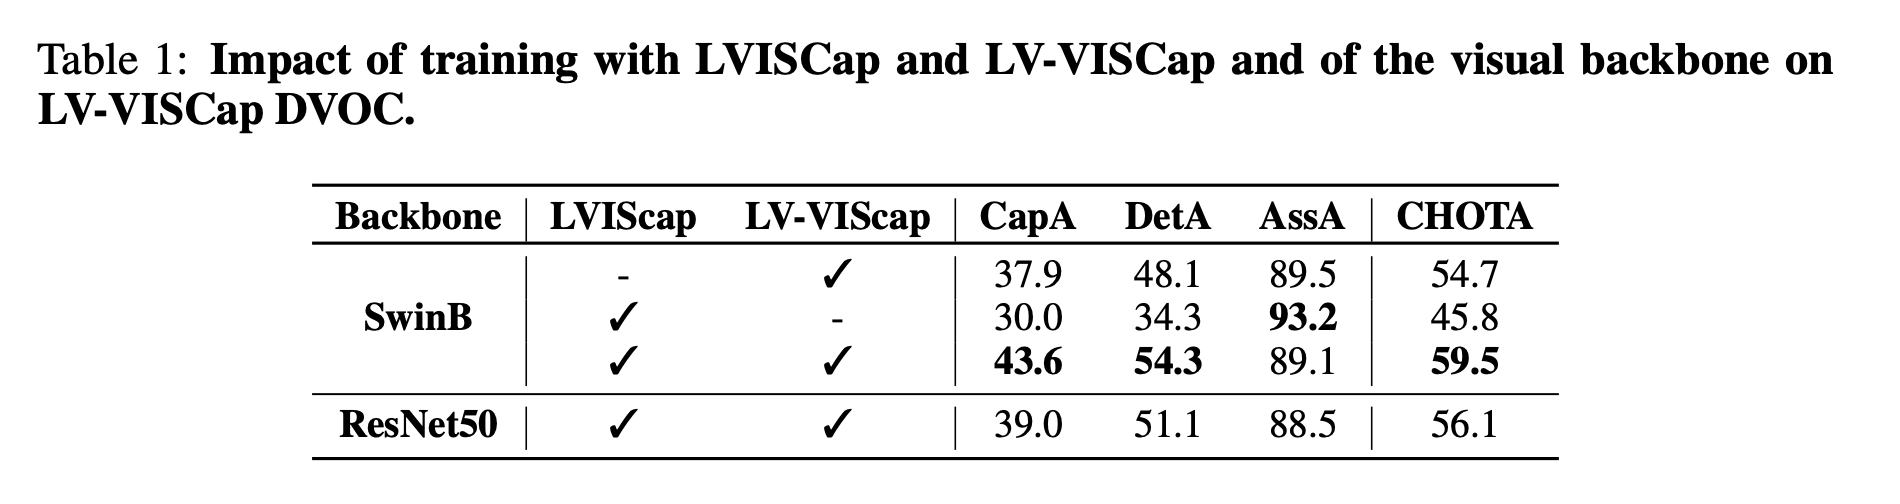 Table 1: Impact of training with LVISCap and LV-VISCap and of the visual backbone on
LV-VISCap DVOC.
Backbone LVIScap LV-VIScap CapA DetA AssA CHOTA
- ✓ 37.9 48.1 89.5 54.7
SwinB ✓ - 30.0 34.3 93.2 45.8
✓ ✓ 43.6 54.3 89.1 59.5
ResNet50 ✓ ✓ 39.0 51.1 88.5 56.1